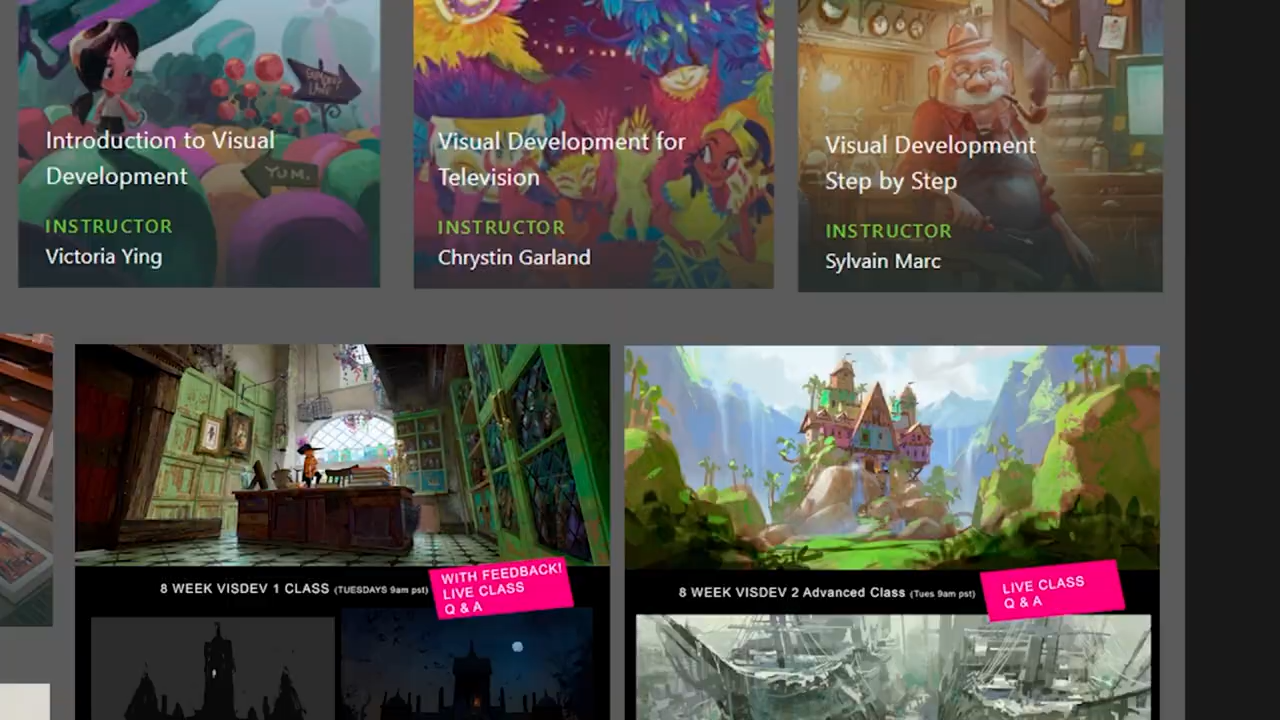 YUM.
Introduction to Visual
Development
INSTRUCTOR
Victoria Ying
Visual Development for
Television
INSTRUCTOR
Chrystin Garland
Visual Development
Step by Step
INSTRUCTOR
Sylvain Marc
8 WEEK VISDEV 1 CLASS (TUESDAYS 9am pst)
WITH FEEDBACK!
LIVE CLASS
Q & A
8 WEEK VISDEV 2 Advanced Class (Tues 9am pst)
LIVE CLASS
Q & A